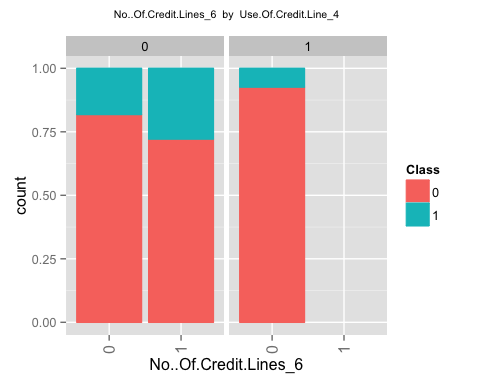 No..Of.Credit.Lines_6 by Use.Of.Credit.Line_4
0 1
1.00
0.75
0.50
0.25
0.00
count
0 1 0 1
No..Of.Credit.Lines_6
Class
0
1